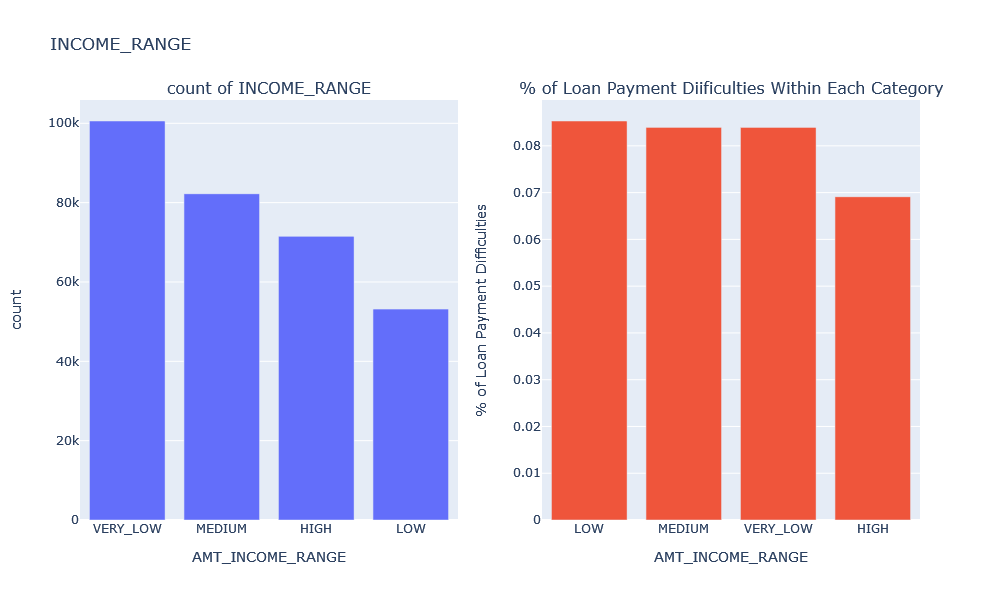 INCOME_RANGE
count of INCOME_RANGE
100k
80k
60k
40k
20k
0
count
VERY_LOW
MEDIUM
HIGH
LOW
AMT_INCOME_RANGE
% of Loan Payment Diificulties Within Each Category
0.08
0.07
0.06
0.05
0.04
0.03
0.02
0.01
0
% of Loan Payment Difficulties
LOW
MEDIUM
VERY_LOW
HIGH
AMT_INCOME_RANGE